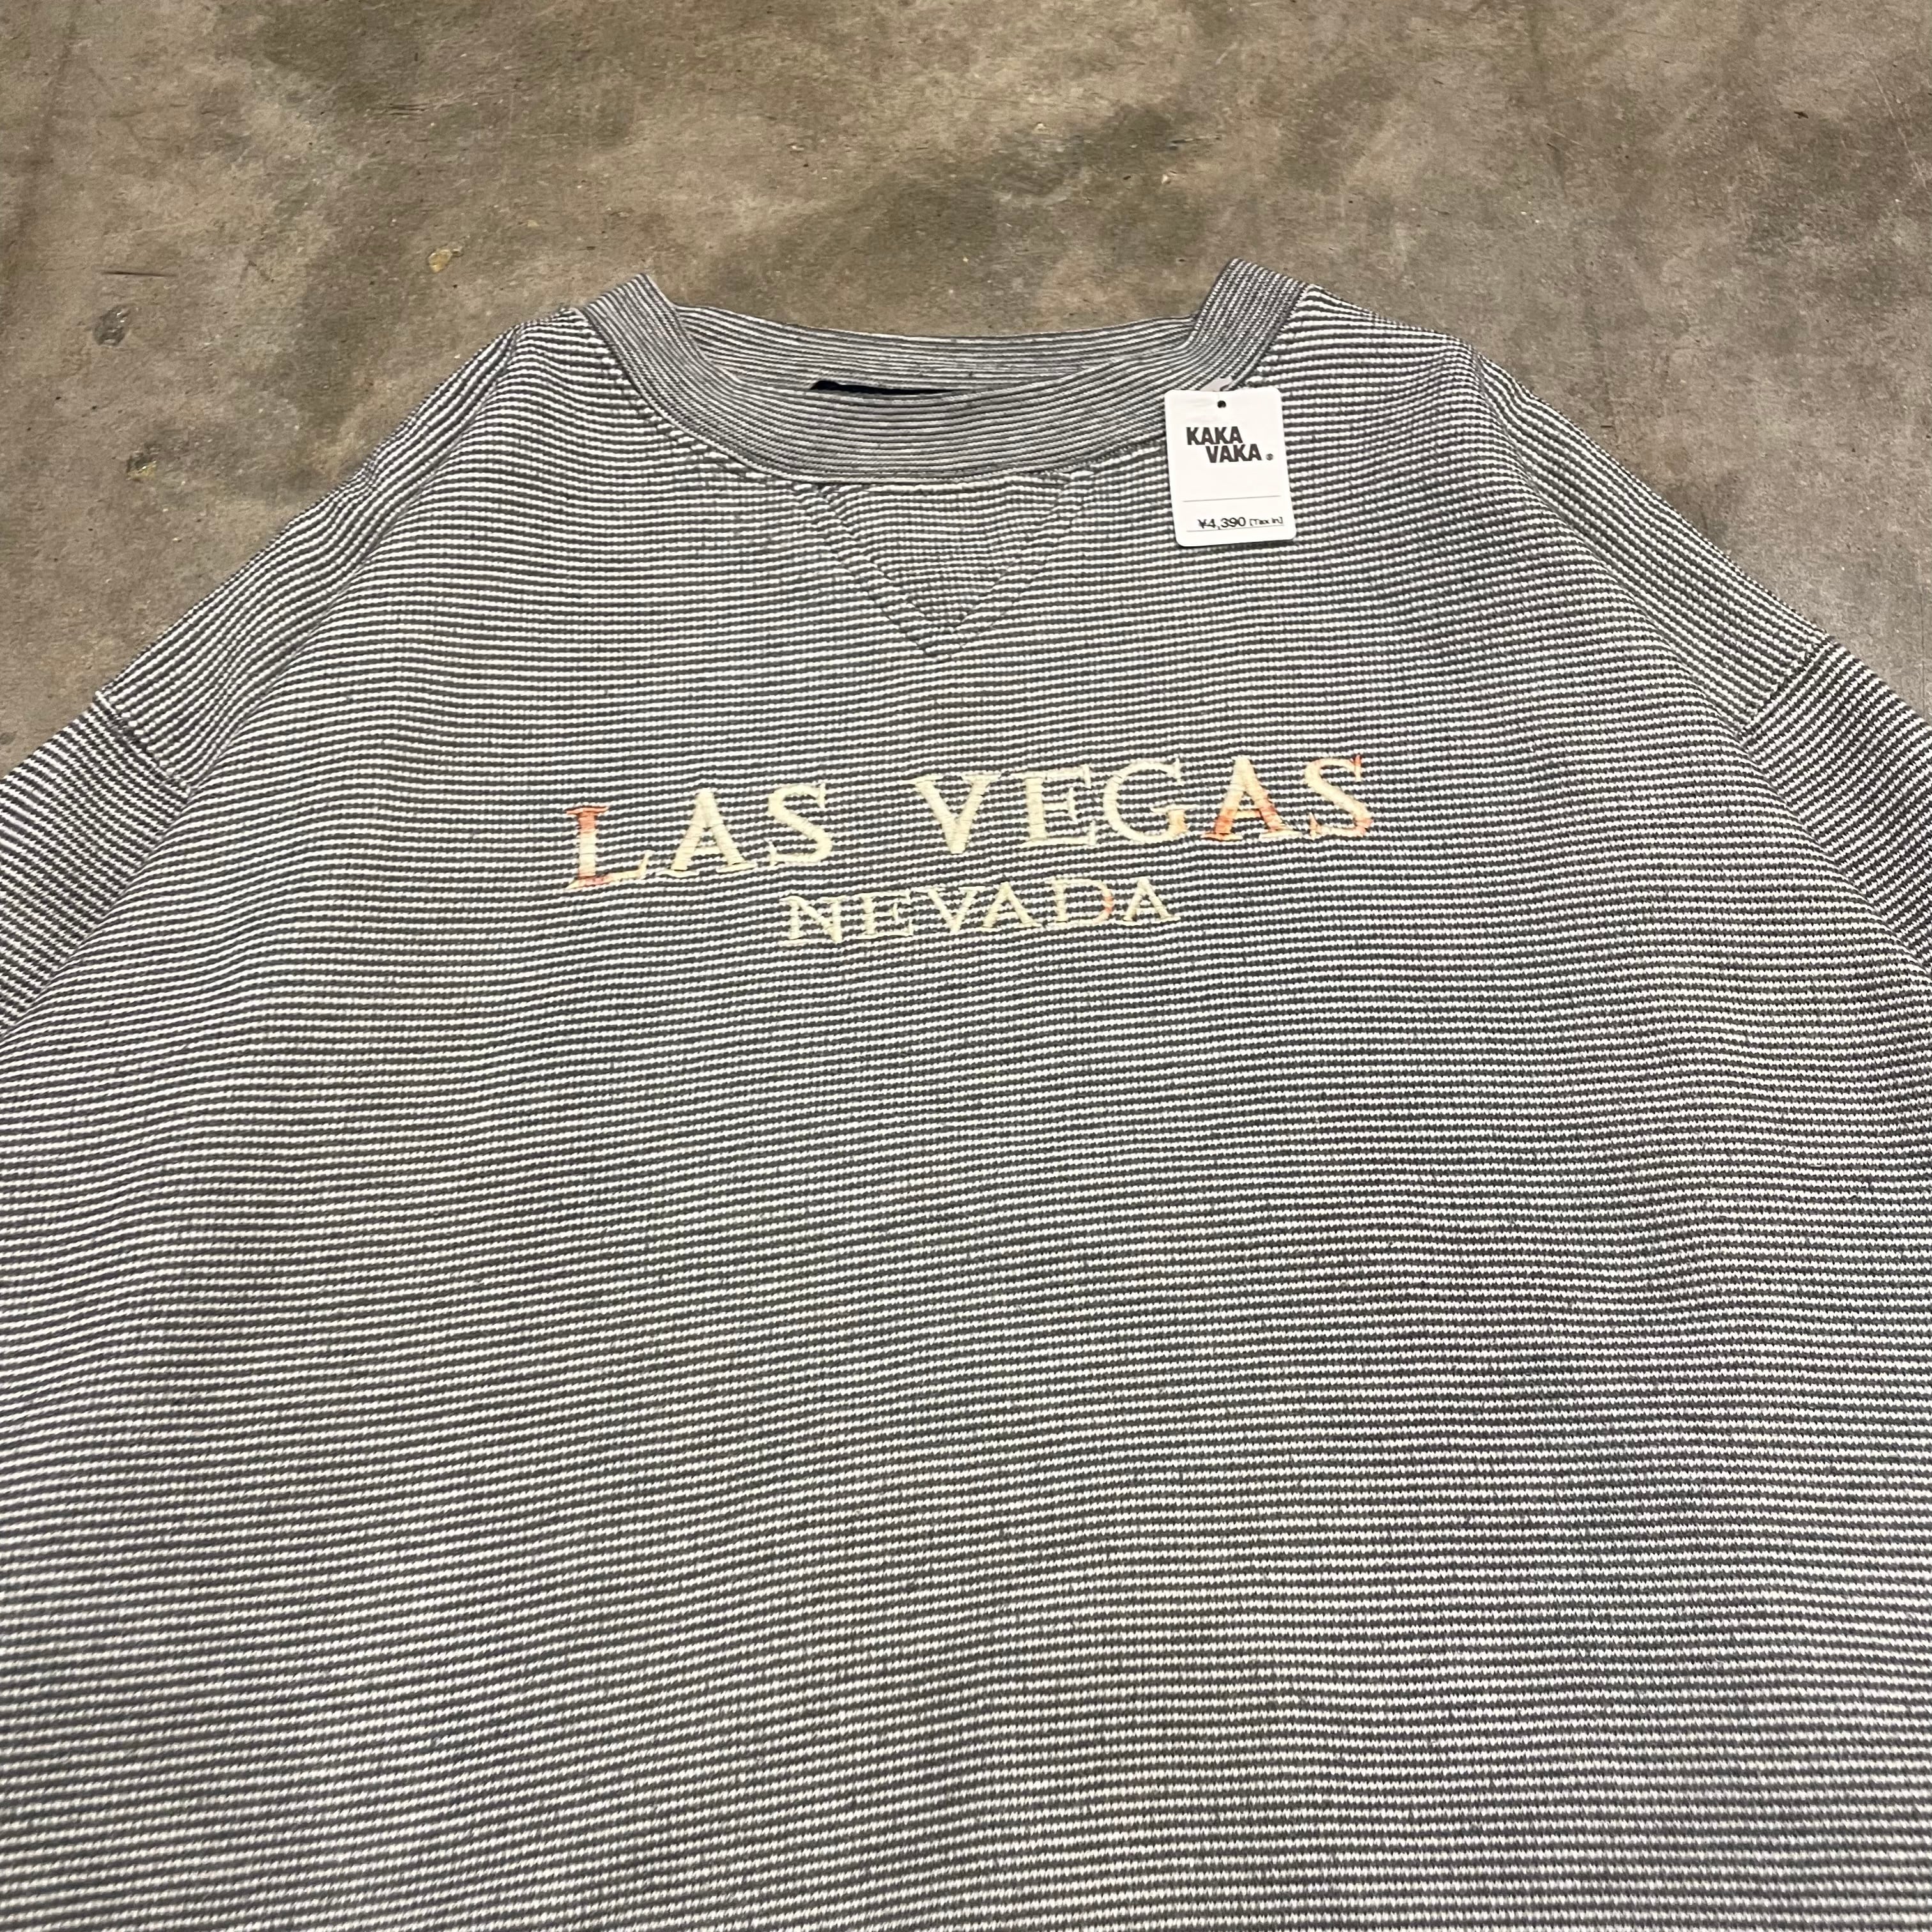 KAKA
VAKA®
¥4,390 [Tax in]
LAS VEGAS
NEVADA